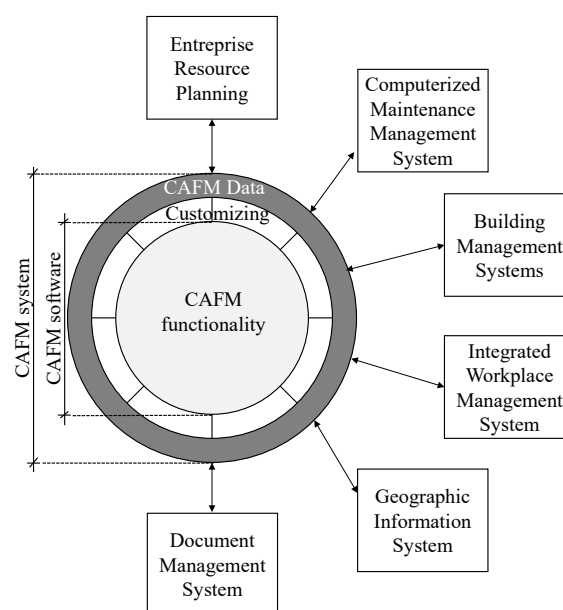 Entreprise
Resource
Planning
Computerized
Maintenance
Management
System
CAFM Data
Customizing
Building
Management
Systems
CAFM system
CAFM software
CAFM
functionality
Integrated
Workplace
Management
System
Geographic
Information
System
Document
Management
System